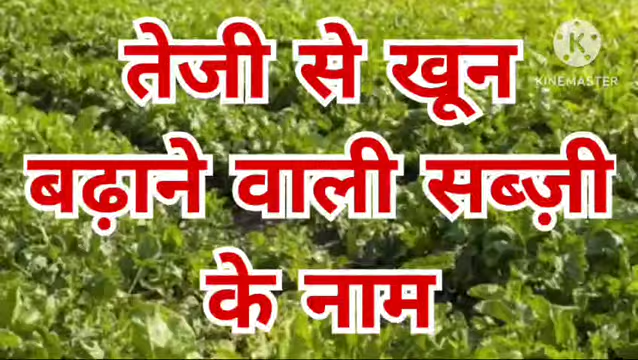 तेजी से खून
KINEMASTER
बढ़ाने वाली सब्ज़ी
के नाम